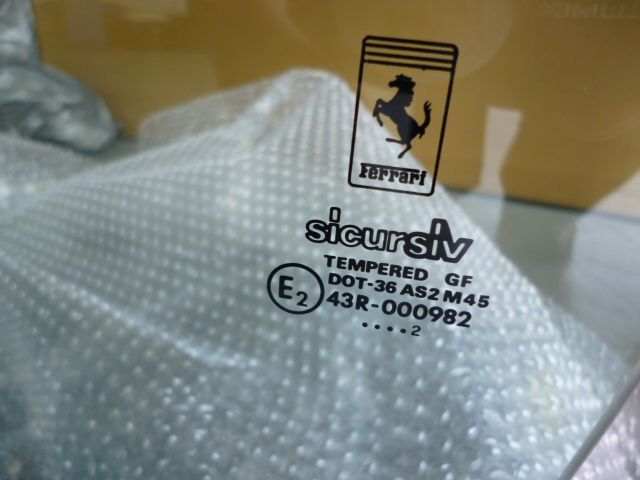 Ferrari
sicursiv
TEMPERED GF
DOT-36 AS2 M45
E2
43R-000982
....2